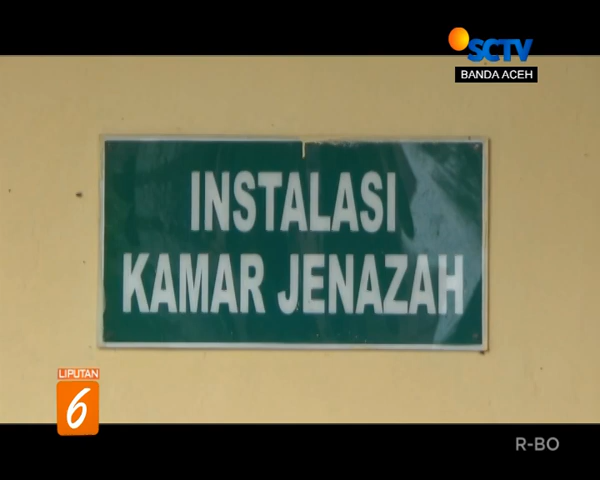 SCTV
BANDA ACEH
INSTALASI
KAMAR JENAZAH
LIPUTAN
6
R-BO